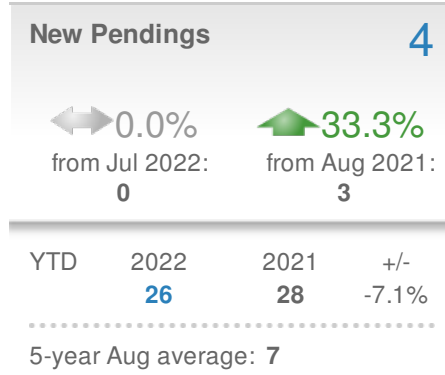 New Pendings 4
0.0% 33.3%
from Jul 2022: from Aug 2021:
0 3
YTD 2022 2021 +/-
26 28 -7.1%
5-year Aug average: 7